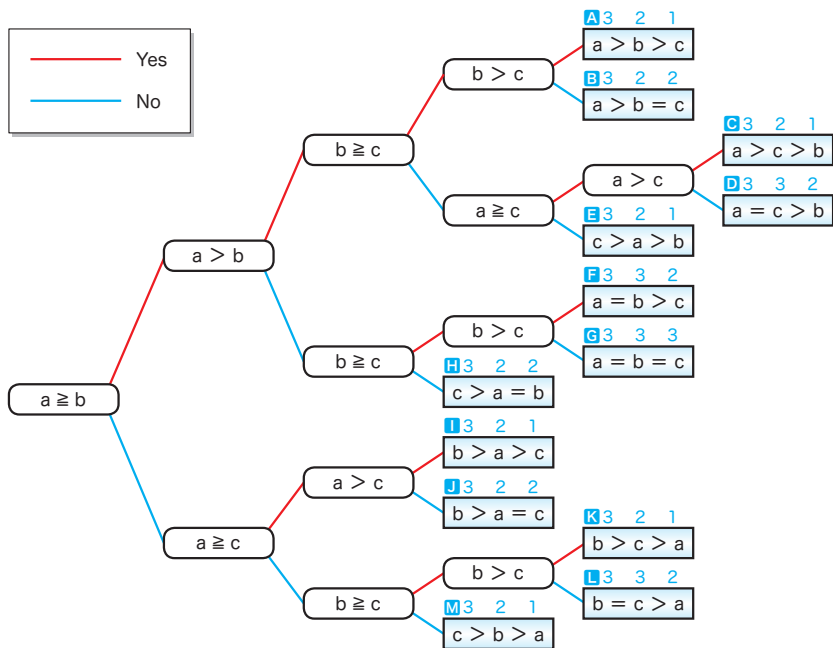 Yes
No
a ≧ b
a > b
a ≧ c
b ≧ c
b ≧ c
a > c
b ≧ c
b > c
a ≧ c
b > c
b > c
a > c
A 3 2 1
a > b > c
B 3 2 2
a > b = c
C 3 2 1
a > c > b
D 3 3 2
a = c > b
E 3 2 1
c > a > b
F 3 3 2
a = b > c
G 3 3 3
a = b = c
H 3 2 2
c > a = b
I 3 2 1
b > a > c
J 3 2 2
b > a = c
K 3 2 1
b > c > a
L 3 3 2
b = c > a
M 3 2 1
c > b > a